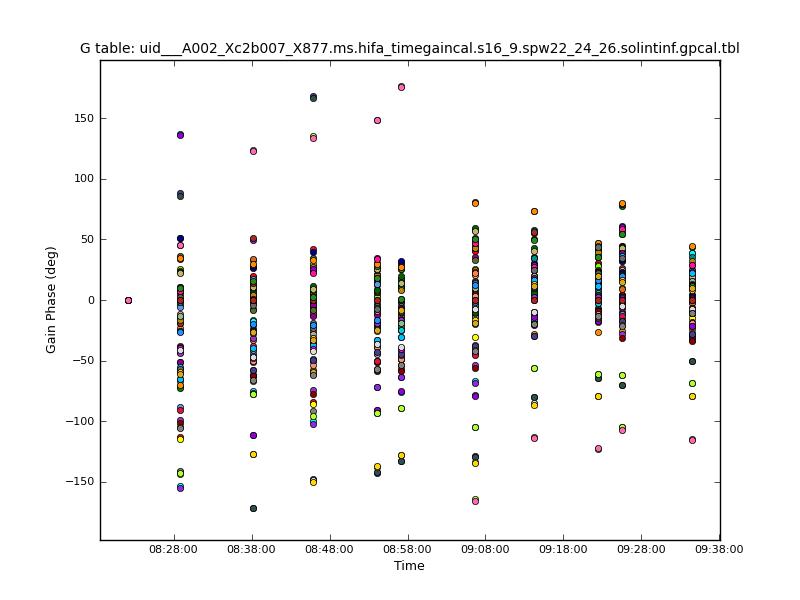 G table: uid___A002_Xc2b007_X877.ms.hifa_timegaincal.s16_9.spw22_24_26.solintinf.gpcal.tbl
150
100
50
0
−50
−100
−150
Gain Phase (deg)
08:28:00 08:38:00 08:48:00 08:58:00 09:08:00 09:18:00 09:28:00 09:38:00
Time